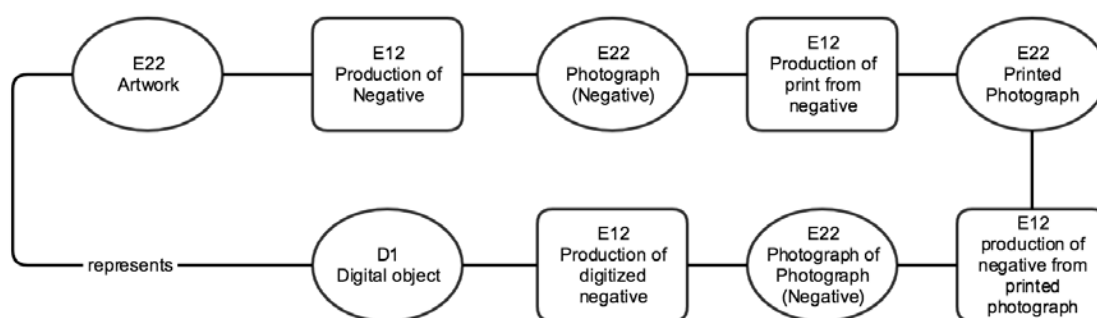 E22
Artwork
E12
Production of
Negative
E22
Photograph
(Negative)
E12
Production of
print from
negative
E22
Printed
Photograph
represents
D1
Digital object
E12
Production of
digitized
negative
E22
Photograph of
Photograph
(Negative)
E12
production of
negative from
printed
photograph